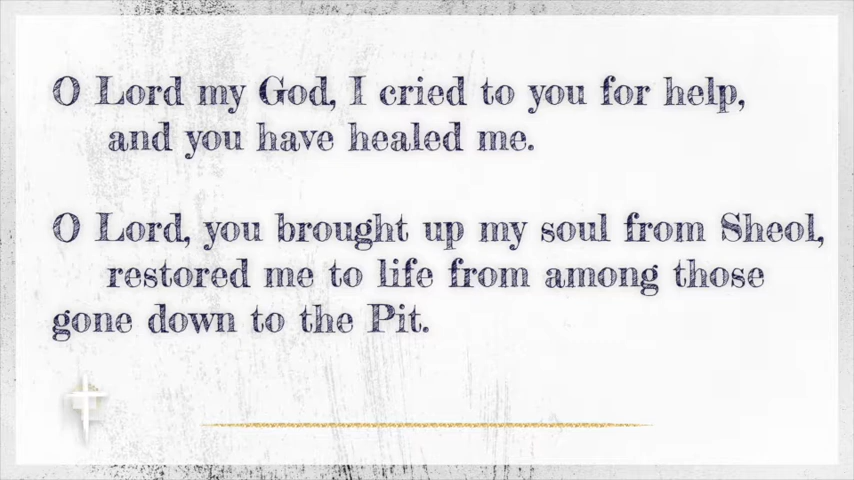 O Lord my God, I cried to you for help,
and you have healed me.
O Lord, you brought up my soul from Sheol,
restored me to life from among those
gone down to the Pit.